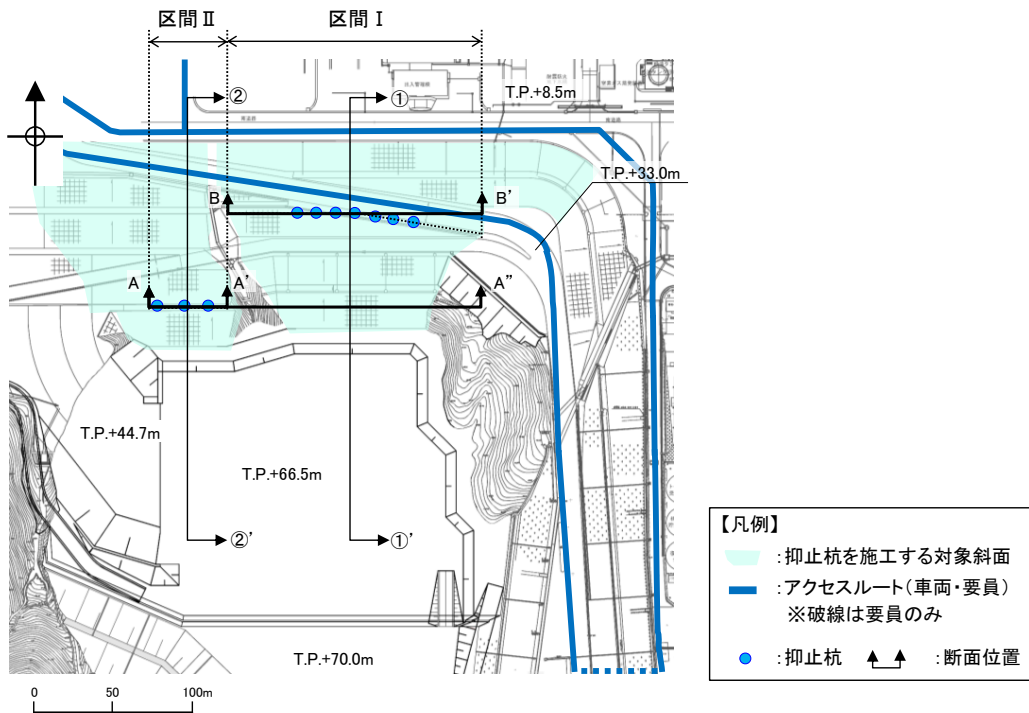 区間Ⅱ
区間Ⅰ
②
①
T.P.+8.5m
T.P.+33.0m
B
B'
A
A'
A”
T.P.+44.7m
T.P.+66.5m
②'
①'
T.P.+70.0m
0 50 100m
【凡例】
:抑止杭を施工する対象斜面
:アクセスルート(車両・要員)
※破線は要員のみ
:抑止杭
:断面位置